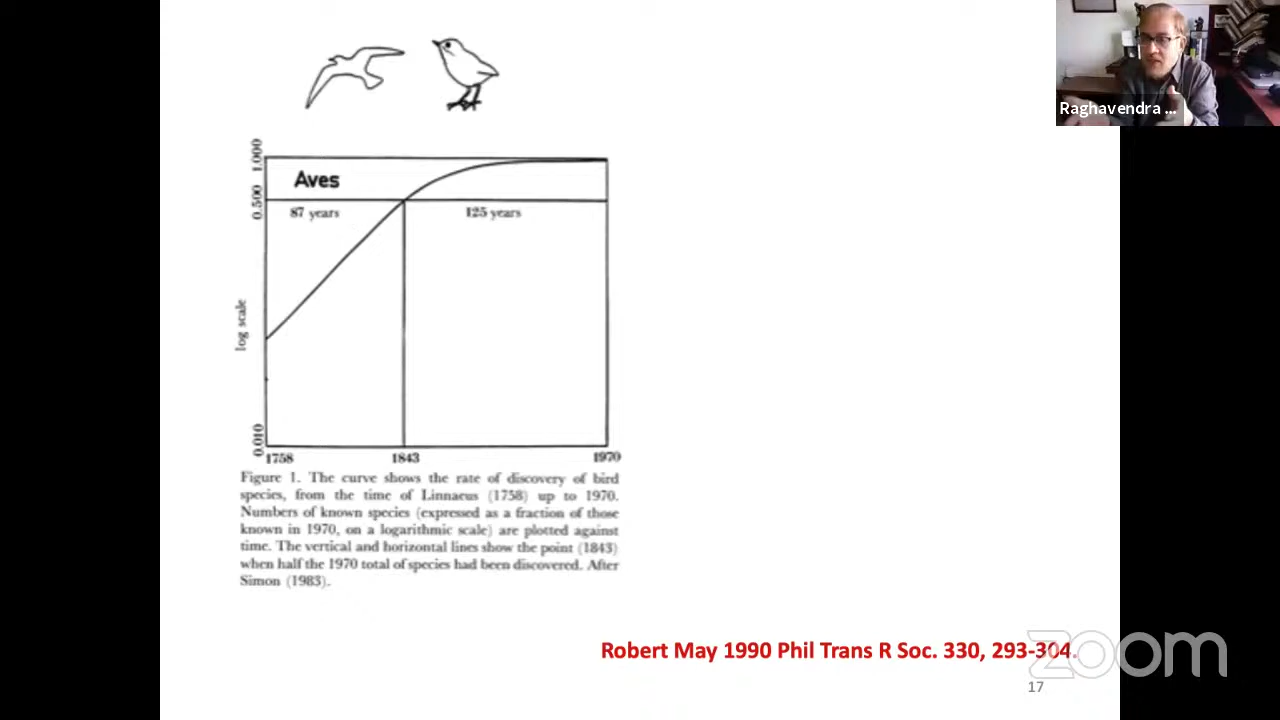 Raghavendra ...
1.000
Aves
0.500
87 years
125 years
log scale
0.010
1758
1843
1970
Figure 1. The curve shows the rate of discovery of bird
species, from the time of Linnaeus (1758) up to 1970.
Numbers of known species (expressed as a fraction of those
known in 1970, on a logarithmic scale) are plotted against
time. The vertical and horizontal lines show the point (1843)
when half the 1970 total of species had been discovered. After
Simon (1983).
Robert May 1990 Phil Trans R Soc. 330, 293-304.
zoom
17